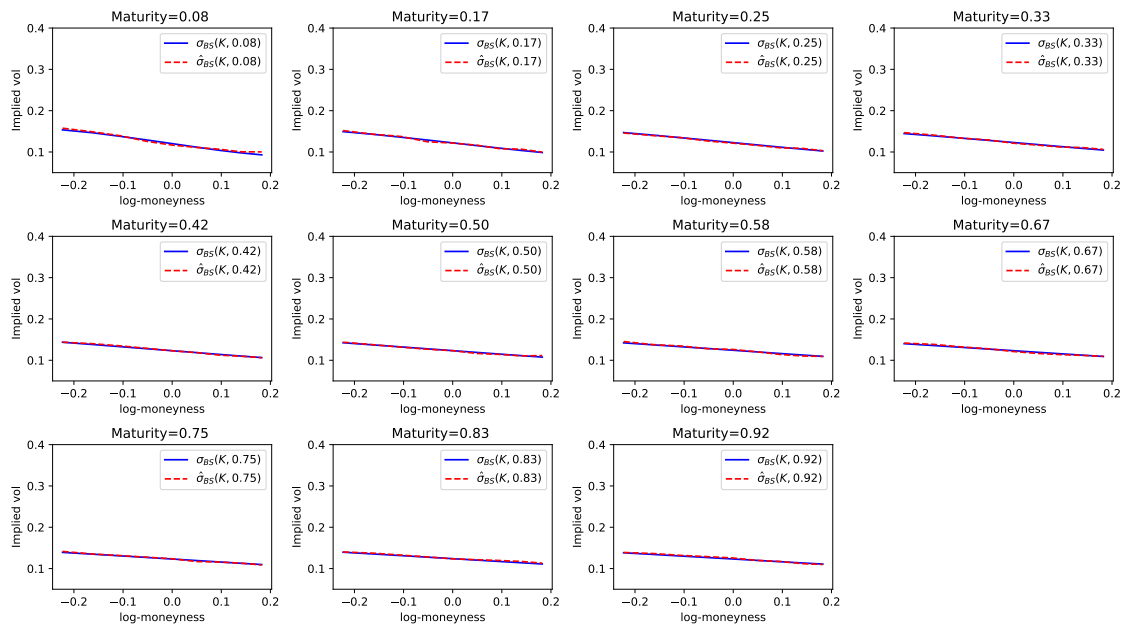 Maturity=0.08
Implied vol
0.4
0.3
0.2
0.1
σBS(K, 0.08)
σ̂BS(K, 0.08)
−0.2 −0.1 0.0 0.1 0.2
log-moneyness
Maturity=0.17
Implied vol
0.4
0.3
0.2
0.1
σBS(K, 0.17)
σ̂BS(K, 0.17)
−0.2 −0.1 0.0 0.1 0.2
log-moneyness
Maturity=0.25
Implied vol
0.4
0.3
0.2
0.1
σBS(K, 0.25)
σ̂BS(K, 0.25)
−0.2 −0.1 0.0 0.1 0.2
log-moneyness
Maturity=0.33
Implied vol
0.4
0.3
0.2
0.1
σBS(K, 0.33)
σ̂BS(K, 0.33)
−0.2 −0.1 0.0 0.1 0.2
log-moneyness
Maturity=0.42
Implied vol
0.4
0.3
0.2
0.1
σBS(K, 0.42)
σ̂BS(K, 0.42)
−0.2 −0.1 0.0 0.1 0.2
log-moneyness
Maturity=0.50
Implied vol
0.4
0.3
0.2
0.1
σBS(K, 0.50)
σ̂BS(K, 0.50)
−0.2 −0.1 0.0 0.1 0.2
log-moneyness
Maturity=0.58
Implied vol
0.4
0.3
0.2
0.1
σBS(K, 0.58)
σ̂BS(K, 0.58)
−0.2 −0.1 0.0 0.1 0.2
log-moneyness
Maturity=0.67
Implied vol
0.4
0.3
0.2
0.1
σBS(K, 0.67)
σ̂BS(K, 0.67)
−0.2 −0.1 0.0 0.1 0.2
log-moneyness
Maturity=0.75
Implied vol
0.4
0.3
0.2
0.1
σBS(K, 0.75)
σ̂BS(K, 0.75)
−0.2 −0.1 0.0 0.1 0.2
log-moneyness
Maturity=0.83
Implied vol
0.4
0.3
0.2
0.1
σBS(K, 0.83)
σ̂BS(K, 0.83)
−0.2 −0.1 0.0 0.1 0.2
log-moneyness
Maturity=0.92
Implied vol
0.4
0.3
0.2
0.1
σBS(K, 0.92)
σ̂BS(K, 0.92)
−0.2 −0.1 0.0 0.1 0.2
log-moneyness